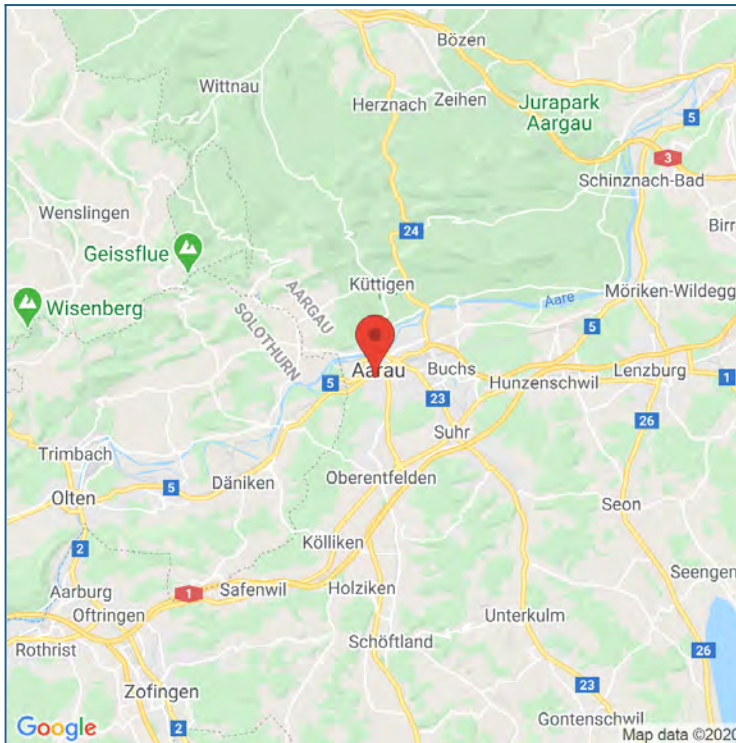 Bözen
Wittnau
Zeihen
Herznach
Jurapark
Aargau
5
3
Schinznach-Bad
Wenslingen
Birr
24
Geissflue
Küttigen
AARGAU
Möriken-Wildegg
Wisenberg
Aare
SOLOTHURN
5
Aarau
Buchs
Lenzburg
1
5
Hunzenschwil
23
26
Suhr
Trimbach
Oberentfelden
Däniken
5
Olten
Seon
2
Kölliken
Seengen
Aarburg
1
Safenwil
Holziken
Oftringen
Unterkulm
Rothrist
Schöftland
26
Zofingen
23
Gontenschwil
2
Google
Map data ©2020